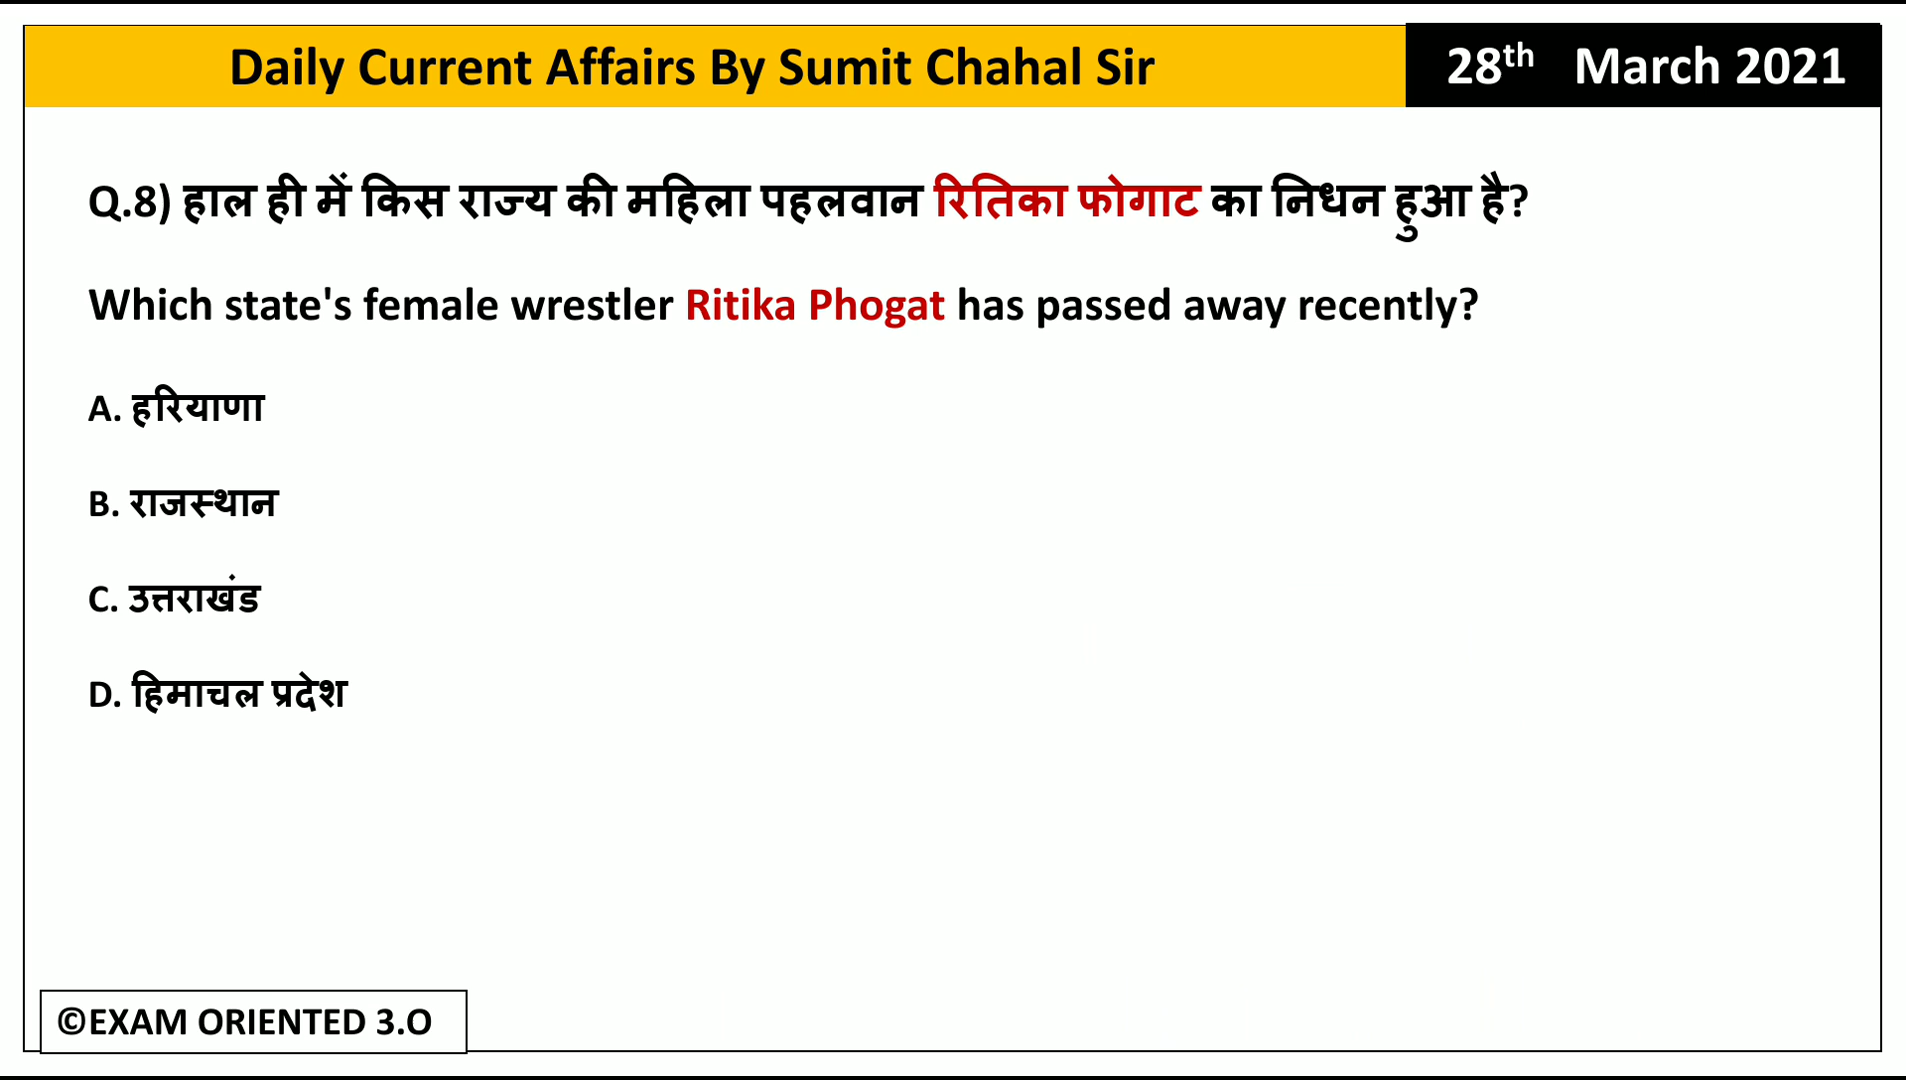 Daily Current Affairs By Sumit Chahal Sir
28th March 2021
Q.8) हाल ही में किस राज्य की महिला पहलवान रितिका फोगाट का निधन हुआ है?
Which state's female wrestler Ritika Phogat has passed away recently?
A. हरियाणा
B. राजस्थान
C. उत्तराखंड
D. हिमाचल प्रदेश
©EXAM ORIENTED 3.O